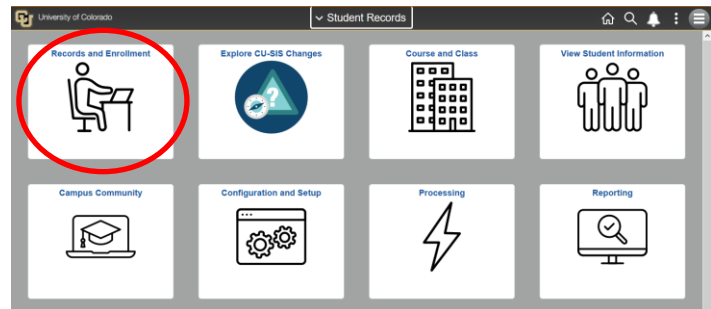 University of Colorado
Student Records
Records and Enrollment
Explore CU-SIS Changes
Course and Class
View Student Information
?
Campus Community
Configuration and Setup
Processing
Reporting